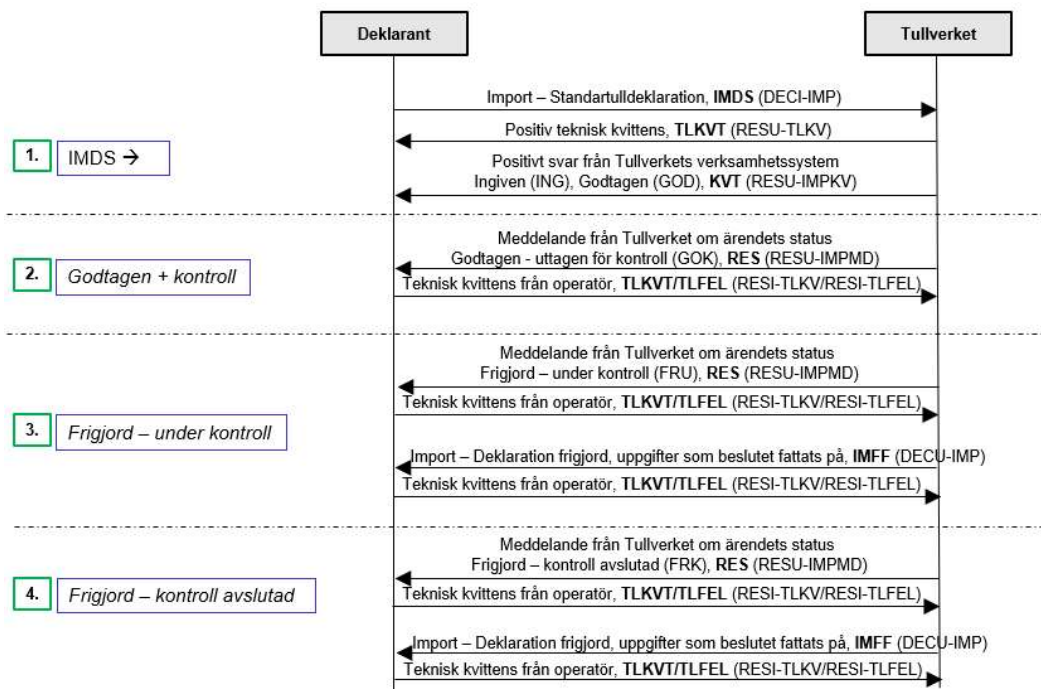 Deklarant
Tullverket
Import – Standartulldeklaration, IMDS (DECI-IMP)
Positiv teknisk kvittens, TLKVT (RESU-TLKV)
1.
IMDS →
Positivt svar från Tullverkets verksamhetssystem
Ingiven (ING), Godtagen (GOD), KVT (RESU-IMPKV)
Meddelande från Tullverket om ärendets status
Godtagen - uttagen för kontroll (GOK), RES (RESU-IMPMD)
2.
Godtagen + kontroll
Teknisk kvittens från operatör, TLKVT/TLFEL (RESI-TLKV/RESI-TLFEL)
Meddelande från Tullverket om ärendets status
Frigjord – under kontroll (FRU), RES (RESU-IMPMD)
Teknisk kvittens från operatör, TLKVT/TLFEL (RESI-TLKV/RESI-TLFEL)
3.
Frigjord – under kontroll
Import – Deklaration frigjord, uppgifter som beslutet fattats på, IMFF (DECU-IMP)
Teknisk kvittens från operatör, TLKVT/TLFEL (RESI-TLKV/RESI-TLFEL)
Meddelande från Tullverket om ärendets status
Frigjord – kontroll avslutad (FRK), RES (RESU-IMPMD)
4.
Frigjord – kontroll avslutad
Teknisk kvittens från operatör, TLKVT/TLFEL (RESI-TLKV/RESI-TLFEL)
Import – Deklaration frigjord, uppgifter som beslutet fattats på, IMFF (DECU-IMP)
Teknisk kvittens från operatör, TLKVT/TLFEL (RESI-TLKV/RESI-TLFEL)